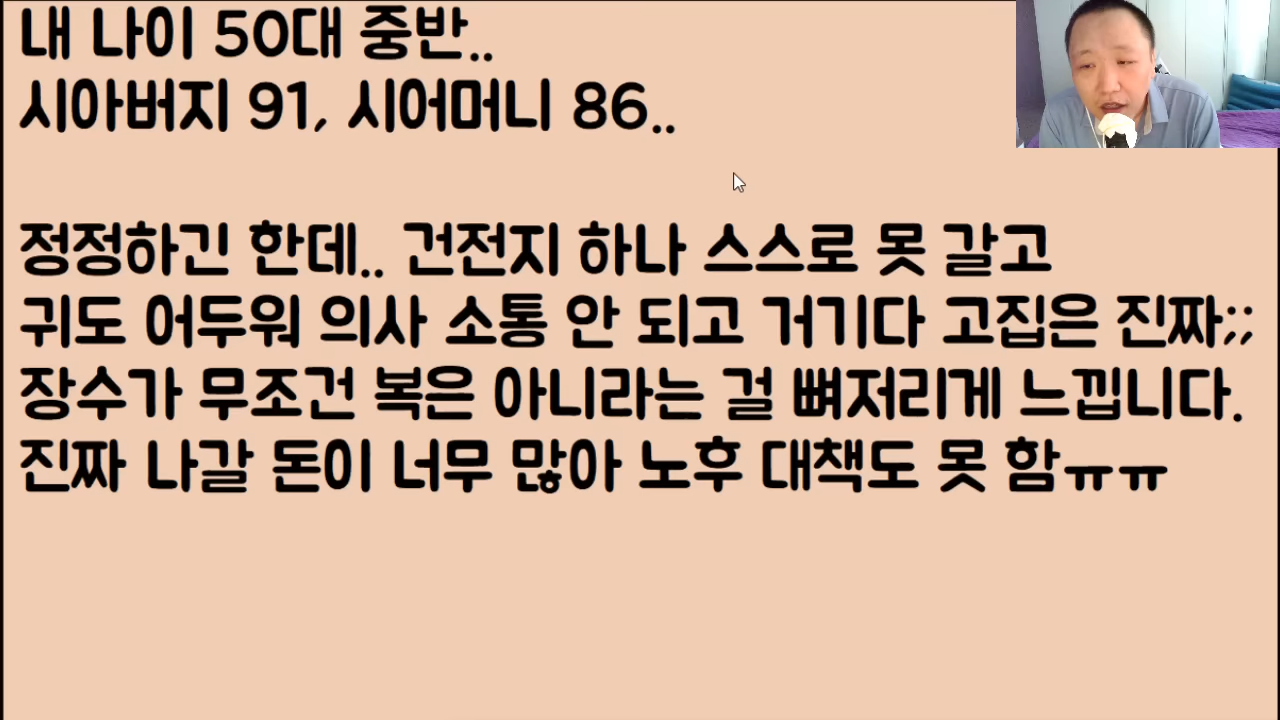 내 나이 50대 중반..
시아버지 91, 시어머니 86..
정정하긴 한데.. 건전지 하나 스스로 못 갈고
귀도 어두워 의사 소통 안 되고 거기다 고집은 진짜;;
장수가 무조건 복은 아니라는 걸 뼈저리게 느낍니다.
진짜 나갈 돈이 너무 많아 노후 대책도 못 함ㅠㅠ